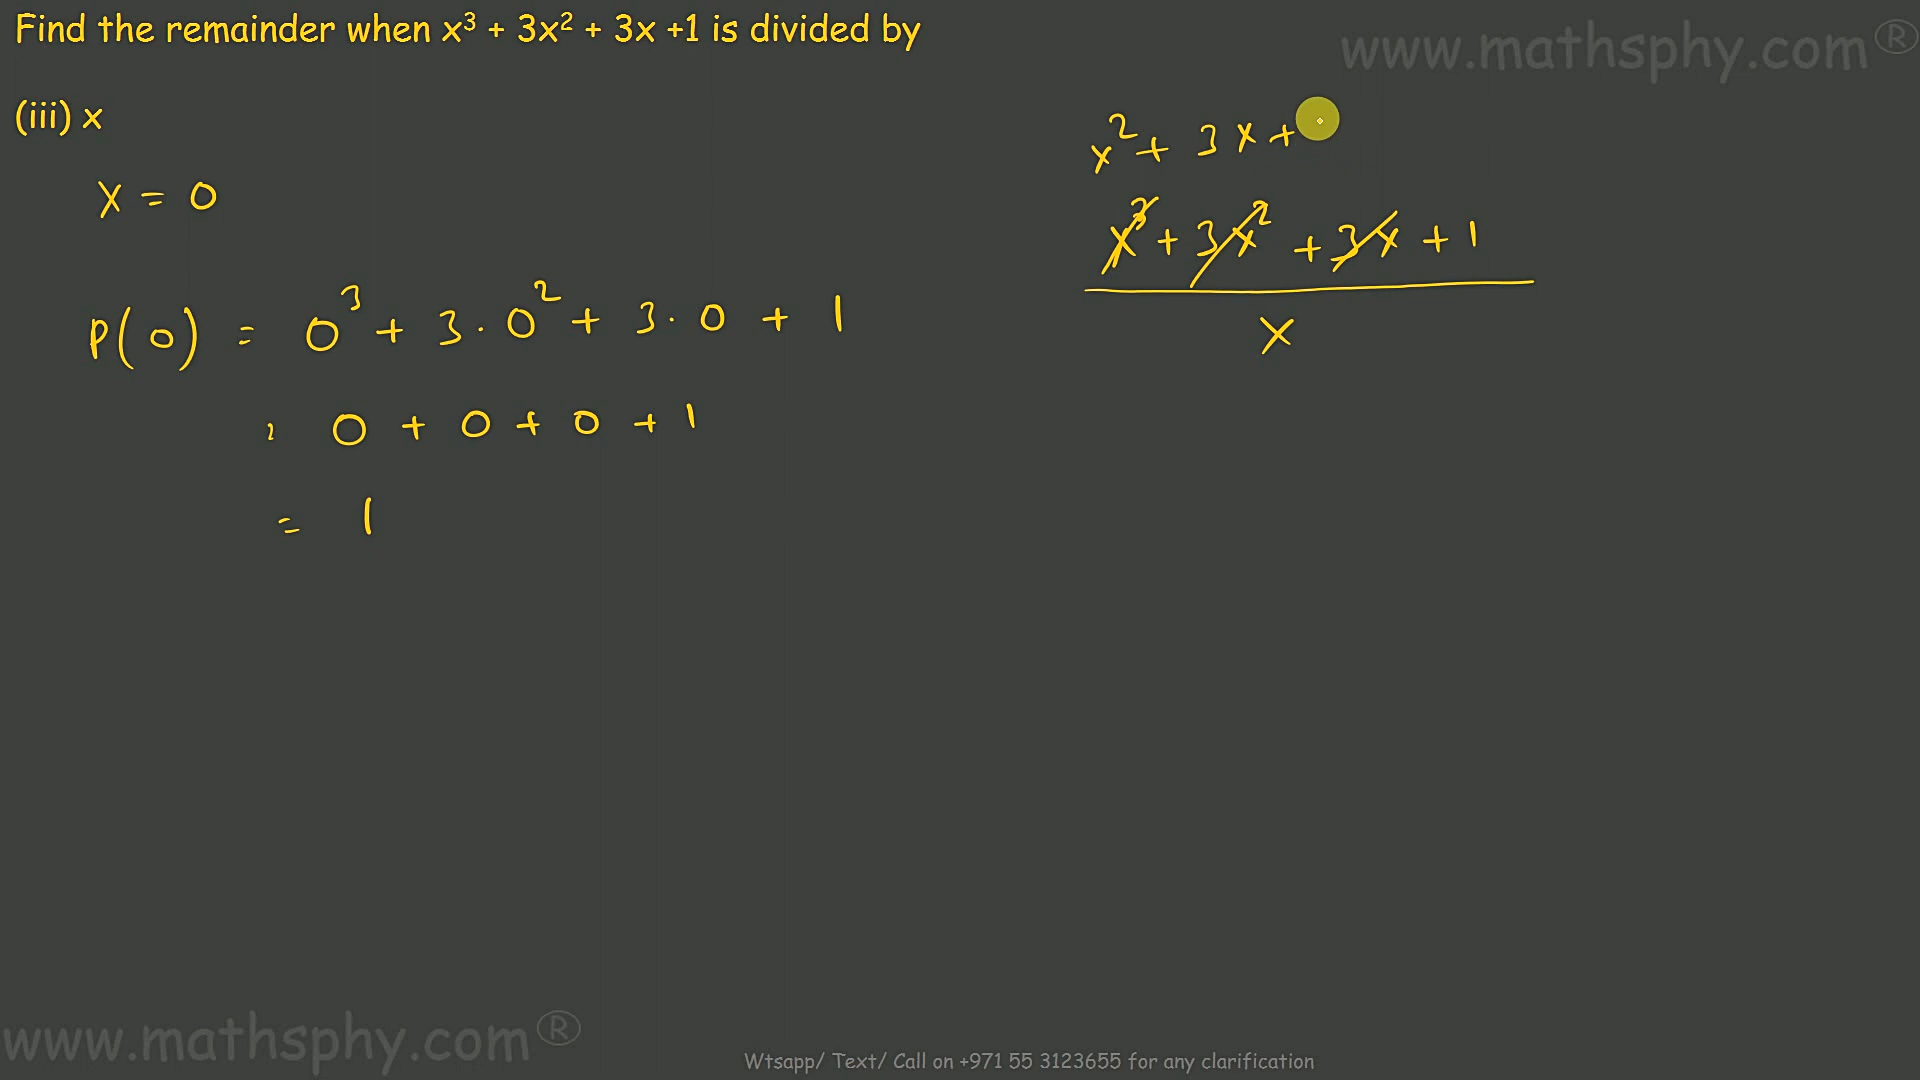 Find the remainder when x³ + 3x² + 3x +1 is divided by
www.mathsphy.com®
(iii) x
x = 0
P(0) = 0³ + 3·0² + 3·0 + 1
= 0 + 0 + 0 + 1
= 1
x² + 3x +
x³ + 3x² + 3x + 1
x
www.mathsphy.com®
Wtsapp/ Text/ Call on +971 55 3123655 for any clarification